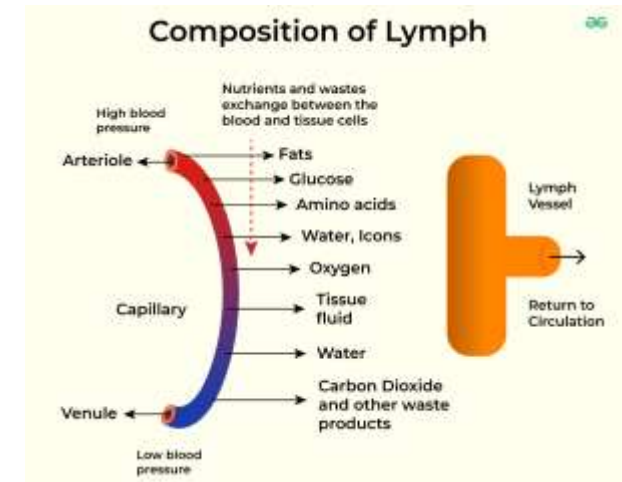 Composition of Lymph
Nutrients and wastes
exchange between the
blood and tissue cells
High blood
pressure
Arteriole
Fats
Glucose
Amino acids
Water, Icons
Oxygen
Capillary
Tissue
fluid
Water
Carbon Dioxide
and other waste
products
Venule
Low blood
pressure
Lymph
Vessel
Return to
Circulation